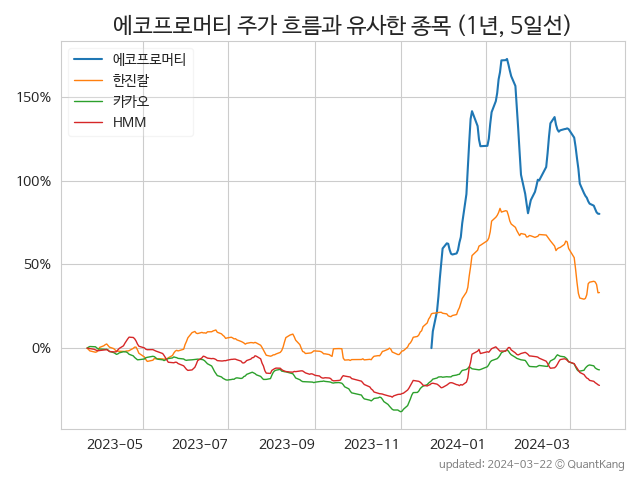 에코프로머티 주가 흐름과 유사한 종목 (1년, 5일선)
에코프로머티
한진칼
카카오
HMM
150%
100%
50%
0%
2023-05 2023-07 2023-09 2023-11 2024-01 2024-03
updated: 2024-03-22 © QuantKang